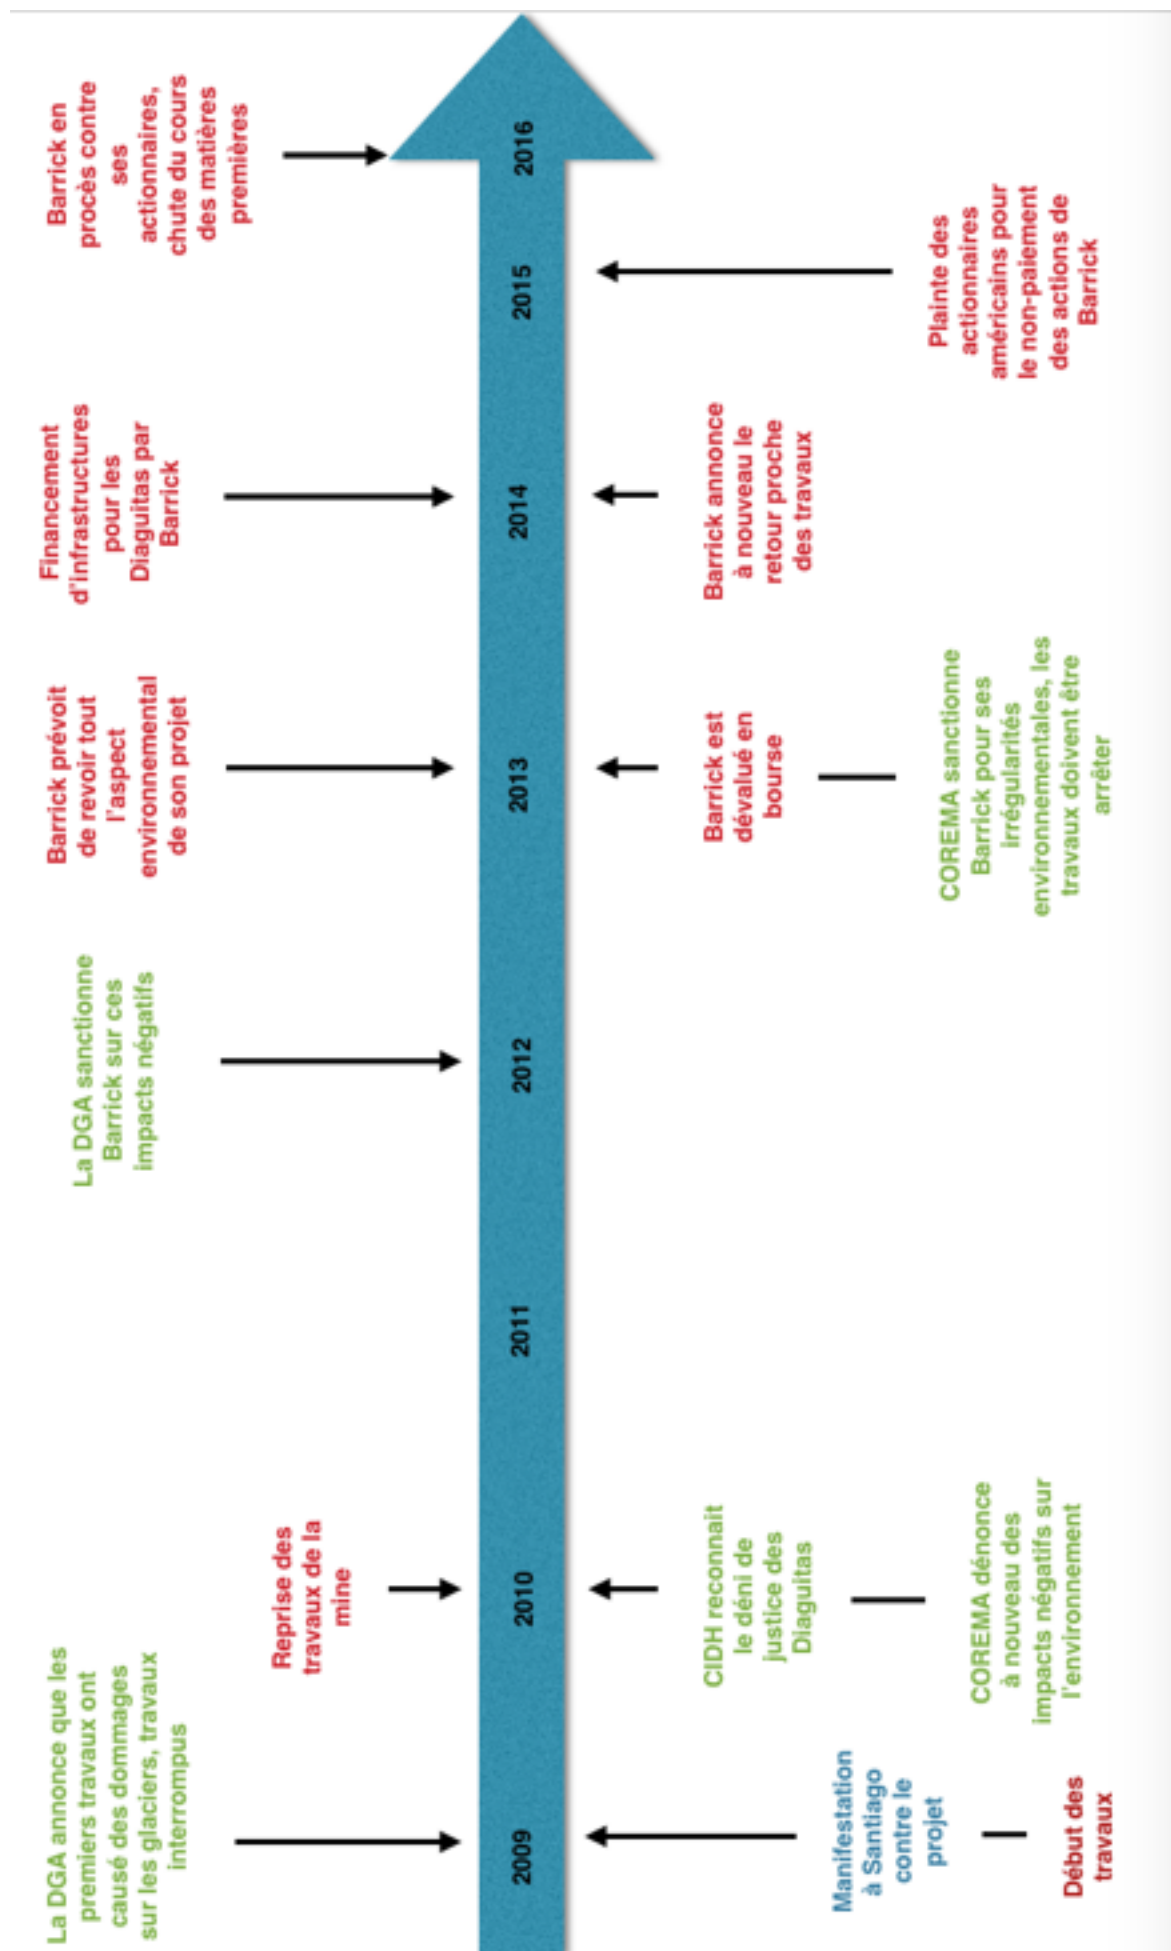 La DGA annonce que les
premiers travaux ont
causé des dommages
sur les glaciers, travaux
interrompus
Reprise des
travaux de la
mine
La DGA sanctionne
Barrick sur ces
impacts négatifs
Barrick prévoit
de revoir tout
l'aspect
environnemental
de son projet
Financement
d'infrastructures
pour les
Diaguitas par
Barrick
Barrick en
procès contre
ses
actionnaires,
chute du cours
des matières
premières
2009
2010
2011
2012
2013
2014
2015
2016
Manifestation
à Santiago
contre le
projet
Début des
travaux
CIDH reconnait
le déni de
justice des
Diaguitas
COREMA dénonce
à nouveau des
impacts négatifs sur
l'environnement
Barrick est
dévalué en
bourse
COREMA sanctionne
Barrick pour ses
irrégularités
environnementales, les
travaux doivent être
arrêter
Barrick annonce
à nouveau le
retour proche
des travaux
Plainte des
actionnaires
américains pour
le non-paiement
des actions de
Barrick